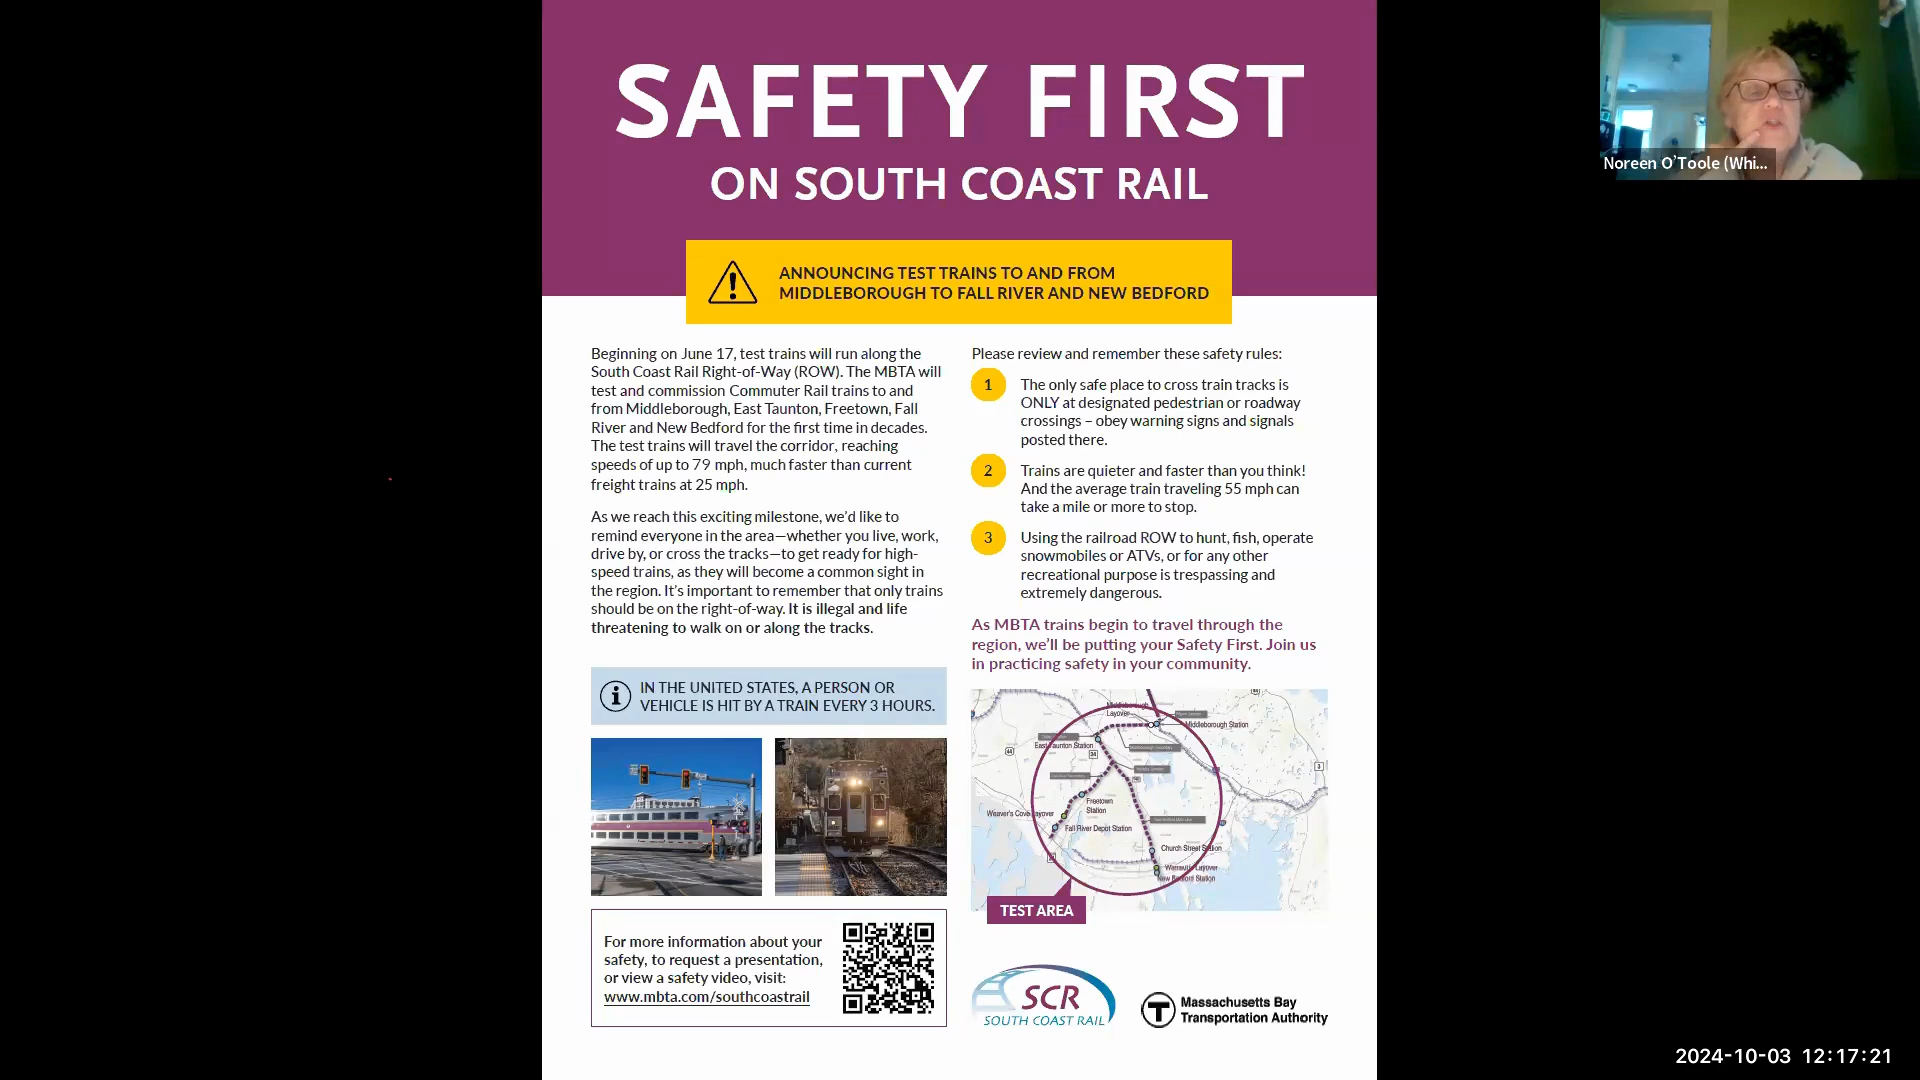 SAFETY FIRST
ON SOUTH COAST RAIL
ANNOUNCING TEST TRAINS TO AND FROM
MIDDLEBOROUGH TO FALL RIVER AND NEW BEDFORD
Beginning on June 17, test trains will run along the
South Coast Rail Right-of-Way (ROW). The MBTA will
test and commission Commuter Rail trains to and
from Middleborough, East Taunton, Freetown, Fall
River and New Bedford for the first time in decades.
The test trains will travel the corridor, reaching
speeds of up to 79 mph, much faster than current
freight trains at 25 mph.
As we reach this exciting milestone, we’d like to
remind everyone in the area—whether you live, work,
drive by, or cross the tracks—to get ready for high-
speed trains, as they will become a common sight in
the region. It’s important to remember that only trains
should be on the right-of-way. It is illegal and life
threatening to walk on or along the tracks.
IN THE UNITED STATES, A PERSON OR
VEHICLE IS HIT BY A TRAIN EVERY 3 HOURS.
For more information about your
safety, to request a presentation,
or view a safety video, visit:
www.mbta.com/southcoastrail
Please review and remember these safety rules:
1 The only safe place to cross train tracks is
ONLY at designated pedestrian or roadway
crossings – obey warning signs and signals
posted there.
2 Trains are quieter and faster than you think!
And the average train traveling 55 mph can
take a mile or more to stop.
3 Using the railroad ROW to hunt, fish, operate
snowmobiles or ATVs, or for any other
recreational purpose is trespassing and
extremely dangerous.
As MBTA trains begin to travel through the
region, we’ll be putting your Safety First. Join us
in practicing safety in your community.
Middleborough
Layover
Middleborough Station
East Taunton Station
Freetown
Station
Weaver's Cove Layover
Fall River Depot Station
Church Street Station
Wamsutta Layover
New Bedford Station
TEST AREA
SCR
SOUTH COAST RAIL
T
Massachusetts Bay
Transportation Authority
Noreen O’Toole (Whi...
2024-10-03 12:17:21